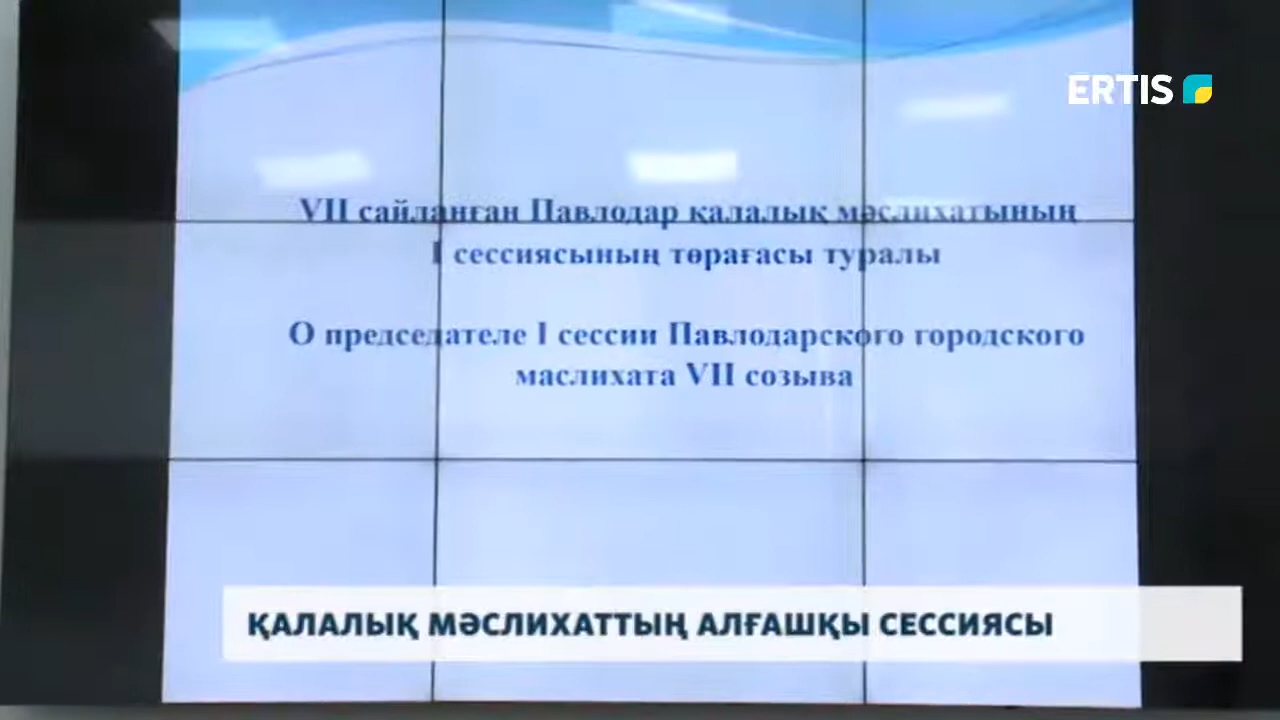 ERTIS
VII сайланған Павлодар қалалық мәслихатының
I сессиясының төрағасы туралы
О председателе I сессии Павлодарского городского
маслихата VII созыва
ҚАЛАЛЫҚ МӘСЛИХАТТЫҢ АЛҒАШҚЫ СЕССИЯСЫ